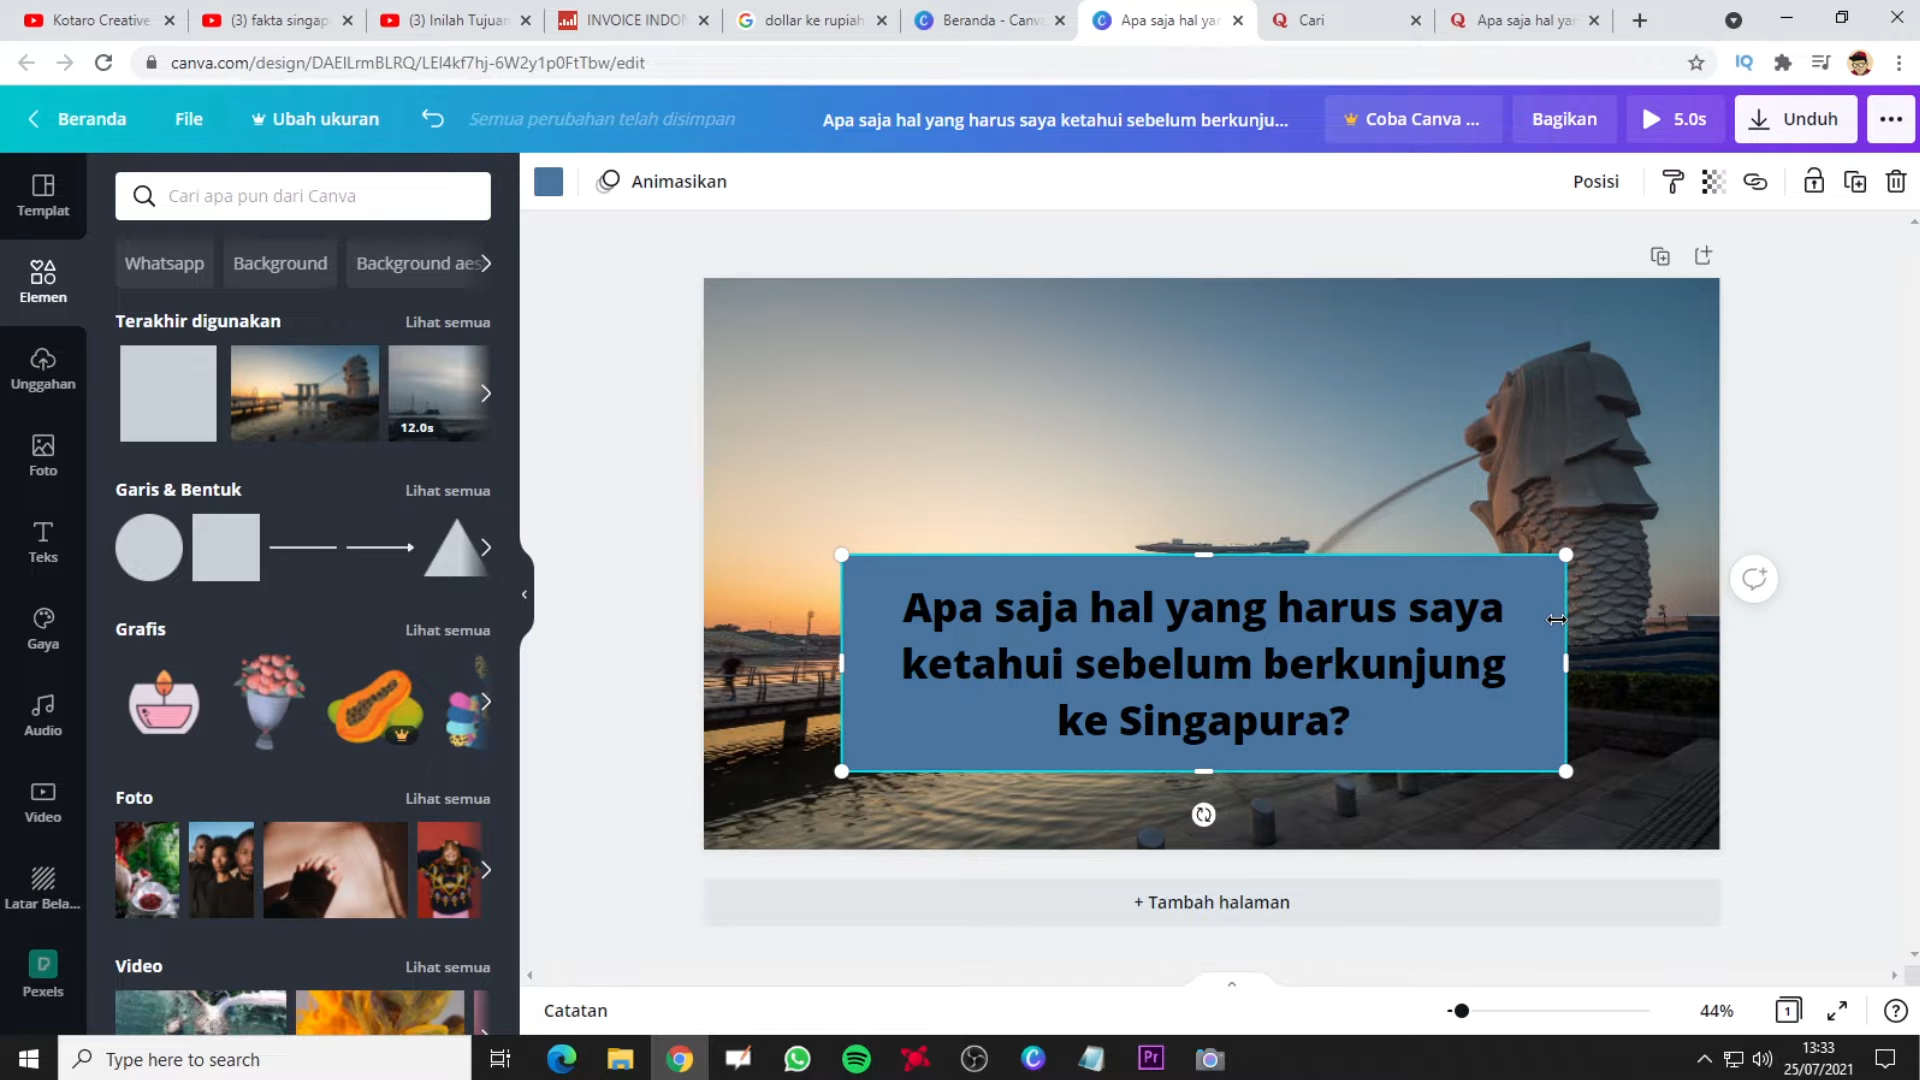 Kotaro Creative
(3) fakta singap
(3) Inilah Tujuan
INVOICE INDON
dollar ke rupiah
Beranda - Canva
Apa saja hal yan
Cari
Apa saja hal yan
canva.com/design/DAEILrmBLRQ/LEl4kf7hj-6W2y1p0FtTbw/edit
Beranda
File
Ubah ukuran
Semua perubahan telah disimpan
Apa saja hal yang harus saya ketahui sebelum berkunju...
Coba Canva ...
Bagikan
5.0s
Unduh
Templat
Elemen
Unggahan
Foto
Teks
Gaya
Audio
Video
Latar Bela...
Pexels
Cari apa pun dari Canva
Whatsapp
Background
Background aes
Terakhir digunakan
Lihat semua
12.0s
Garis & Bentuk
Lihat semua
Grafis
Lihat semua
Foto
Lihat semua
Video
Lihat semua
Animasikan
Posisi
Apa saja hal yang harus saya
ketahui sebelum berkunjung
ke Singapura?
+ Tambah halaman
Catatan
44%
1
Type here to search
13:33
25/07/2021